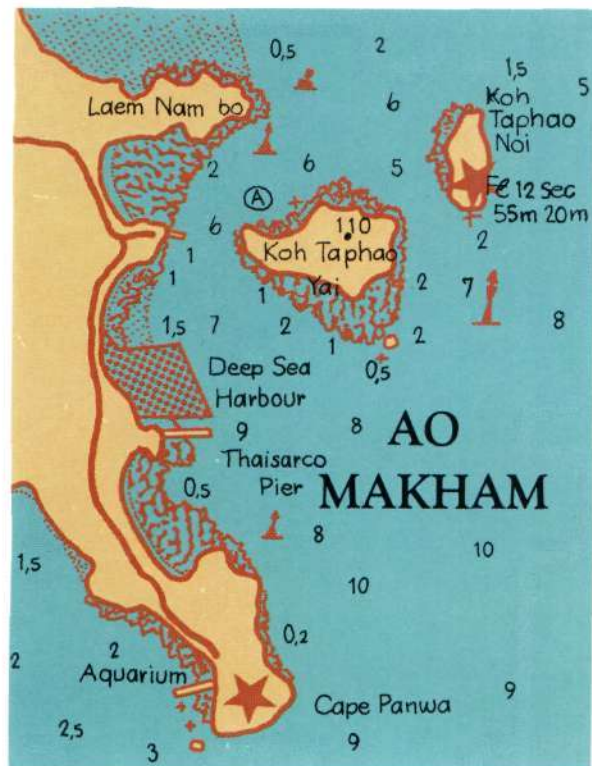 0,5
2
1,5
5
Laem Nam bo
6
Koh
Taphao
Noi
2
6
5
Fl 12 sec
55m 20m
A
6
110
2
Koh Taphao
Yai
1
1
1
2
7
1,5
7
2
2
8
1
0,5
Deep Sea
Harbour
9
8
AO
MAKHAM
Thaisarco
Pier
0,5
8
1,5
10
10
0,2
2
2
Aquarium
Cape Panwa
9
2,5
3
9